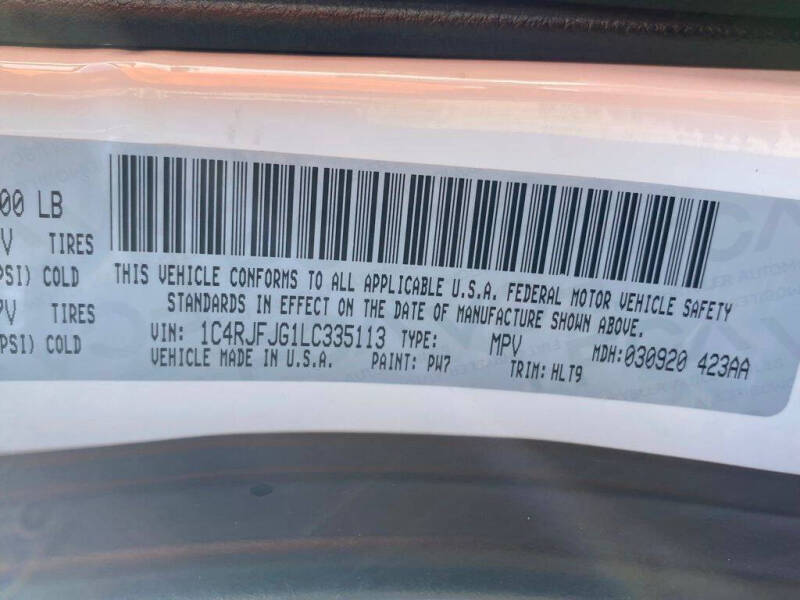 00 LB
V TIRES
PSI) COLD
7V TIRES
PSI) COLD
THIS VEHICLE CONFORMS TO ALL APPLICABLE U.S.A. FEDERAL MOTOR VEHICLE SAFETY
STANDARDS IN EFFECT ON THE DATE OF MANUFACTURE SHOWN ABOVE.
VIN: 1C4RJFJG1LC335113 TYPE: MPV MDH:030920 423AA
VEHICLE MADE IN U.S.A. PAINT: PW7 TRIM:HLT9